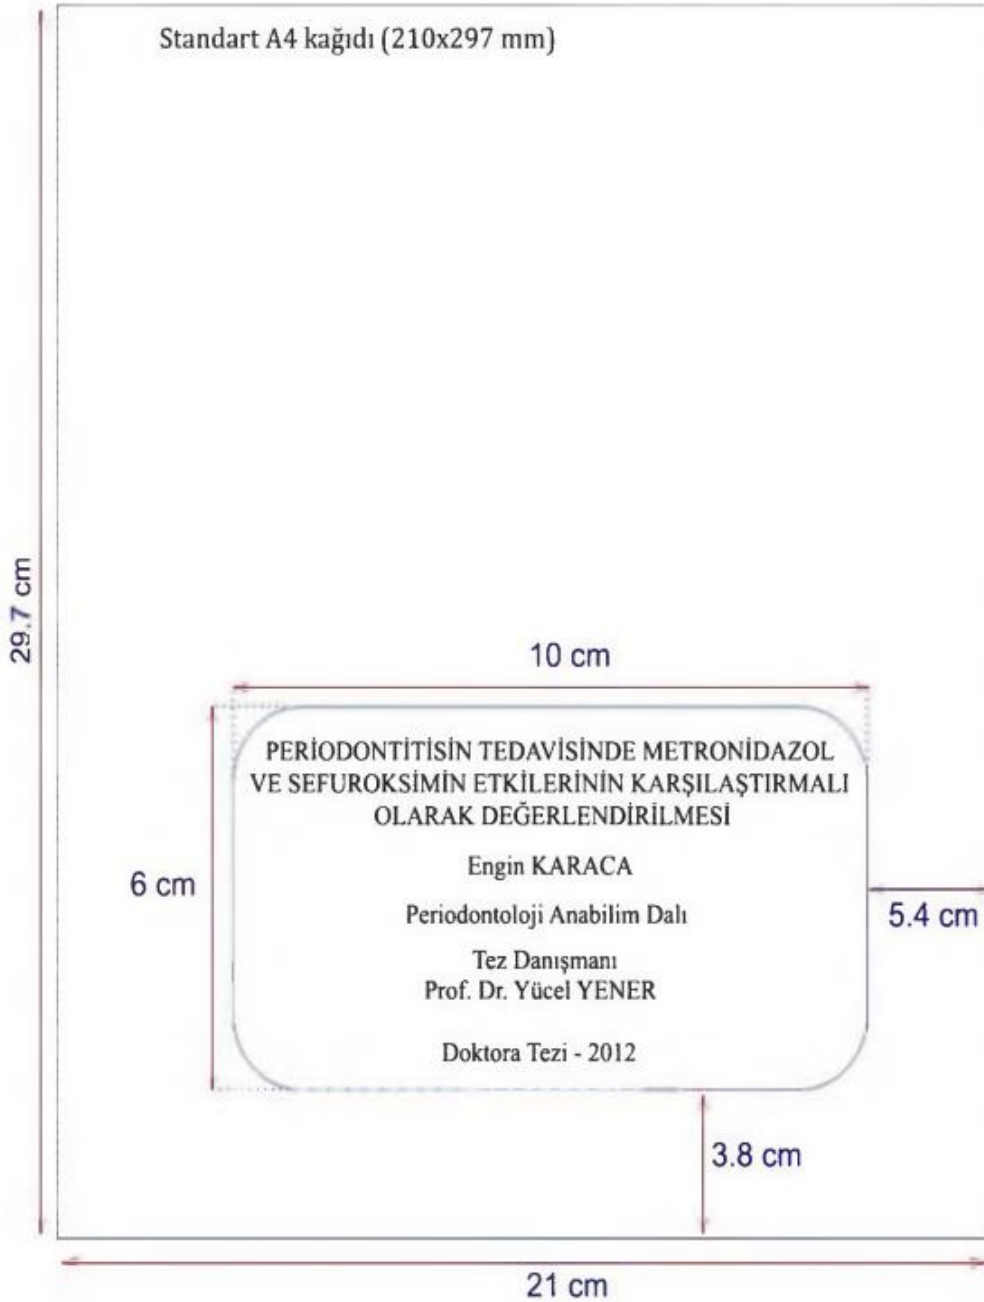 Standart A4 kağıdı (210x297 mm)
29.7 cm
10 cm
PERİODONTİTİSİN TEDAVİSİNDE METRONİDAZOL
VE SEFUROKSİMİN ETKİLERİNİN KARŞILAŞTIRMALI
OLARAK DEĞERLENDİRİLMESİ
Engin KARACA
6 cm
5.4 cm
Periodontoloji Anabilim Dalı
Tez Danışmanı
Prof. Dr. Yücel YENER
Doktora Tezi - 2012
3.8 cm
21 cm